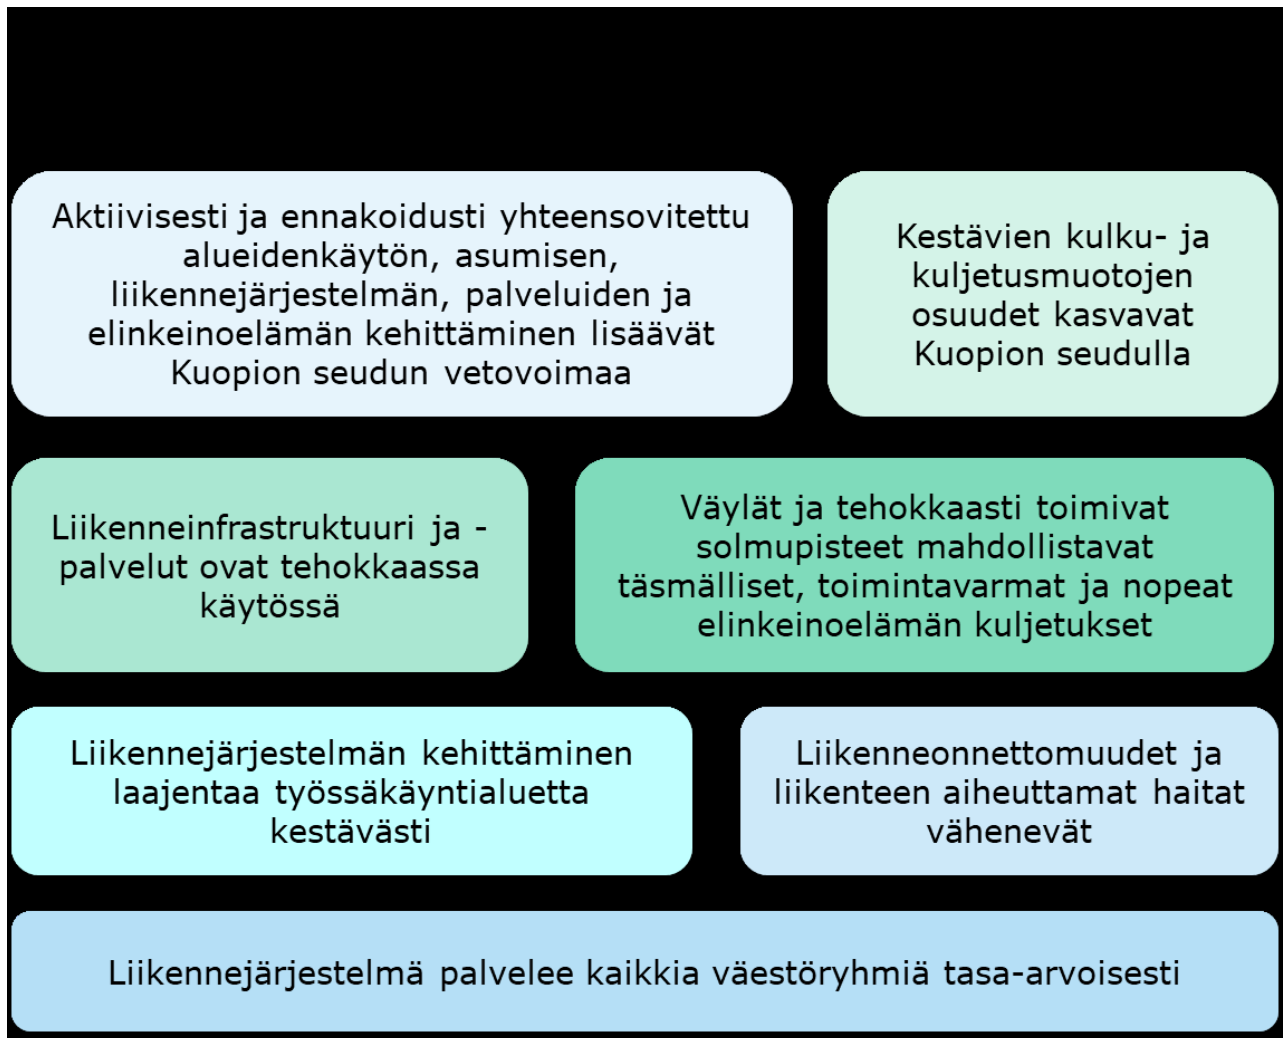 Aktiivisesti ja ennakoidusti yhteensovitettu
alueidenkäytön, asumisen,
liikennejärjestelmän, palveluiden ja
elinkeinoelämän kehittäminen lisäävät
Kuopion seudun vetovoimaa
Kestävien kulku- ja
kuljetusmuotojen
osuudet kasvavat
Kuopion seudulla
Liikenneinfrastruktuuri ja -
palvelut ovat tehokkaassa
käytössä
Väylät ja tehokkaasti toimivat
solmupisteet mahdollistavat
täsmälliset, toimintavarmat ja nopeat
elinkeinoelämän kuljetukset
Liikennejärjestelmän kehittäminen
laajentaa työssäkäyntialuetta
kestävästi
Liikenneonnettomuudet ja
liikenteen aiheuttamat haitat
vähenevät
Liikennejärjestelmä palvelee kaikkia väestöryhmiä tasa-arvoisesti